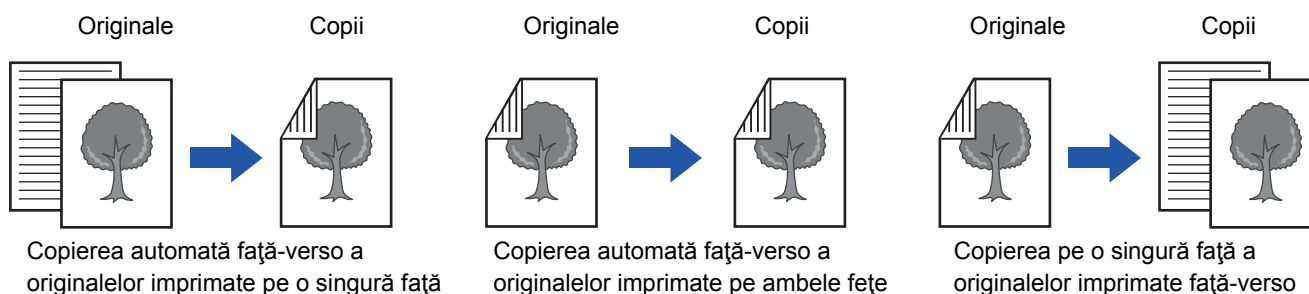 Originale Copii Originale Copii Originale Copii
Copierea automată faţă-verso a
originalelor imprimate pe o singură faţă
Copierea automată faţă-verso a
originalelor imprimate pe ambele feţe
Copierea pe o singură faţă a
originalelor imprimate faţă-verso